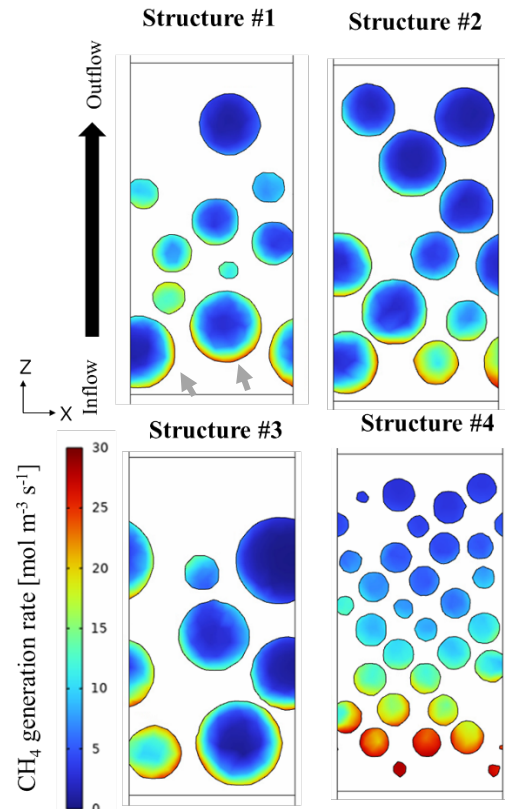 Structure #1
Structure #2
Outflow
Inflow
Z
X
Structure #3
Structure #4
CH₄ generation rate [mol m⁻³ s⁻¹]
30
25
20
15
10
5
0